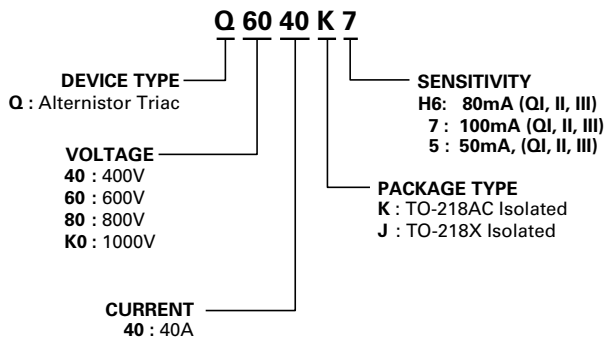 Q 60 40 K 7
DEVICE TYPE
Q : Alternistor Triac
VOLTAGE
40 : 400V
60 : 600V
80 : 800V
K0 : 1000V
CURRENT
40 : 40A
SENSITIVITY
H6: 80mA (QI, II, III)
7 : 100mA (QI, II, III)
5 : 50mA, (QI, II, III)
PACKAGE TYPE
K : TO-218AC Isolated
J : TO-218X Isolated